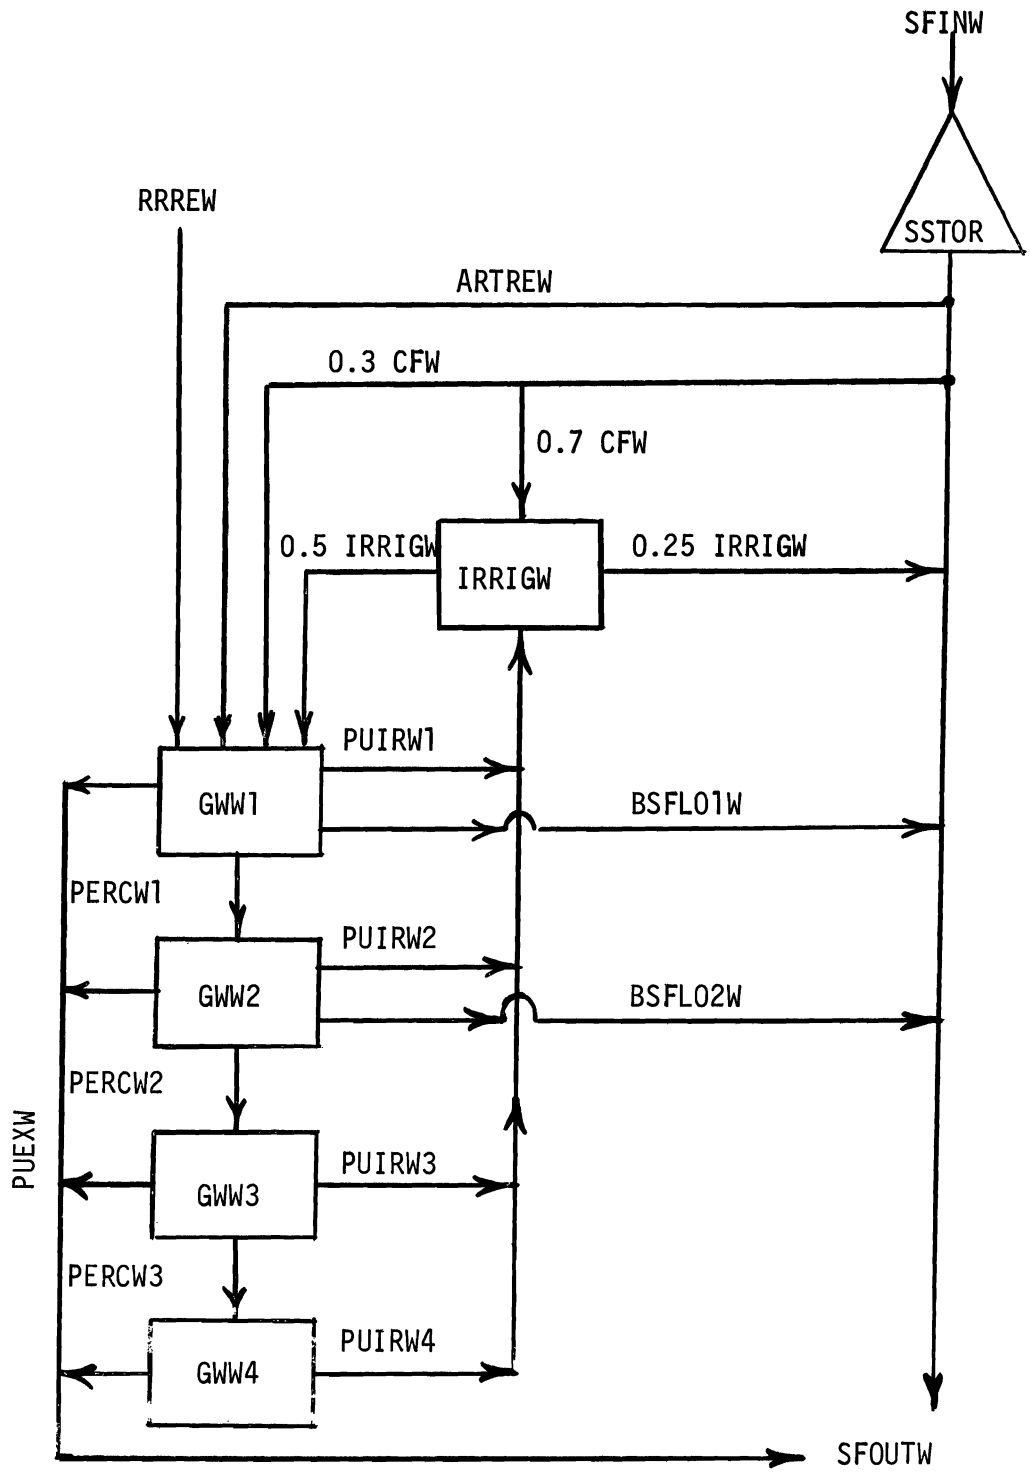 SFINW
RRREW
SSTOR
ARTREW
0.3 CFW
0.7 CFW
0.5 IRRIGW
0.25 IRRIGW
IRRIGW
PUIRW1
GWW1
BSFLO1W
PERCW1
PUIRW2
GWW2
BSFLO2W
PERCW2
PUEXW
PUIRW3
GWW3
PERCW3
PUIRW4
GWW4
SFOUTW